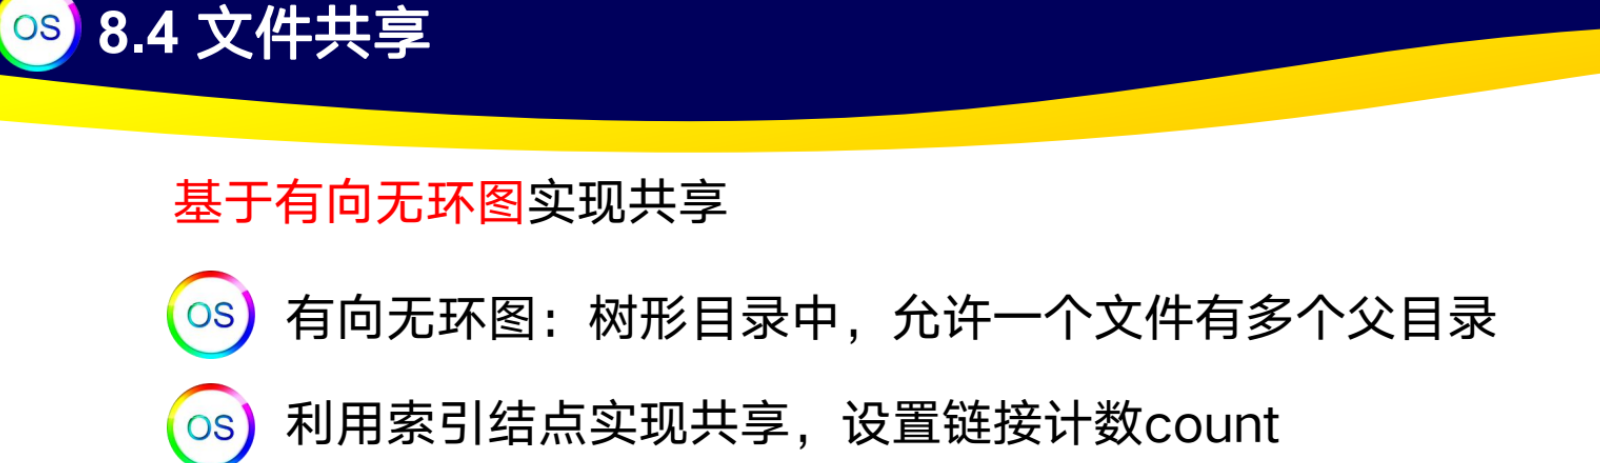 OS 8.4 文件共享
基于有向无环图实现共享
OS 有向无环图：树形目录中，允许一个文件有多个父目录
OS 利用索引结点实现共享，设置链接计数count